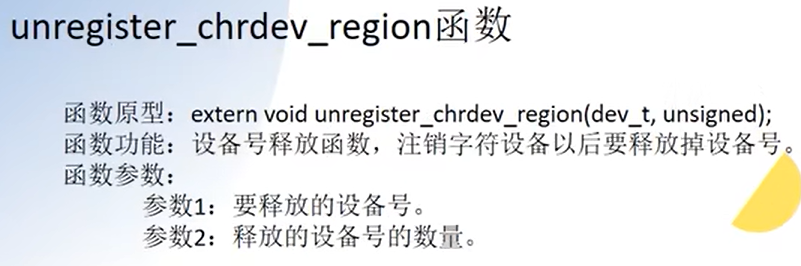 unregister_chrdev_region函数
函数原型：extern void unregister_chrdev_region(dev_t, unsigned);
函数功能：设备号释放函数，注销字符设备以后要释放掉设备号。
函数参数：
参数1：要释放的设备号。
参数2：释放的设备号的数量。